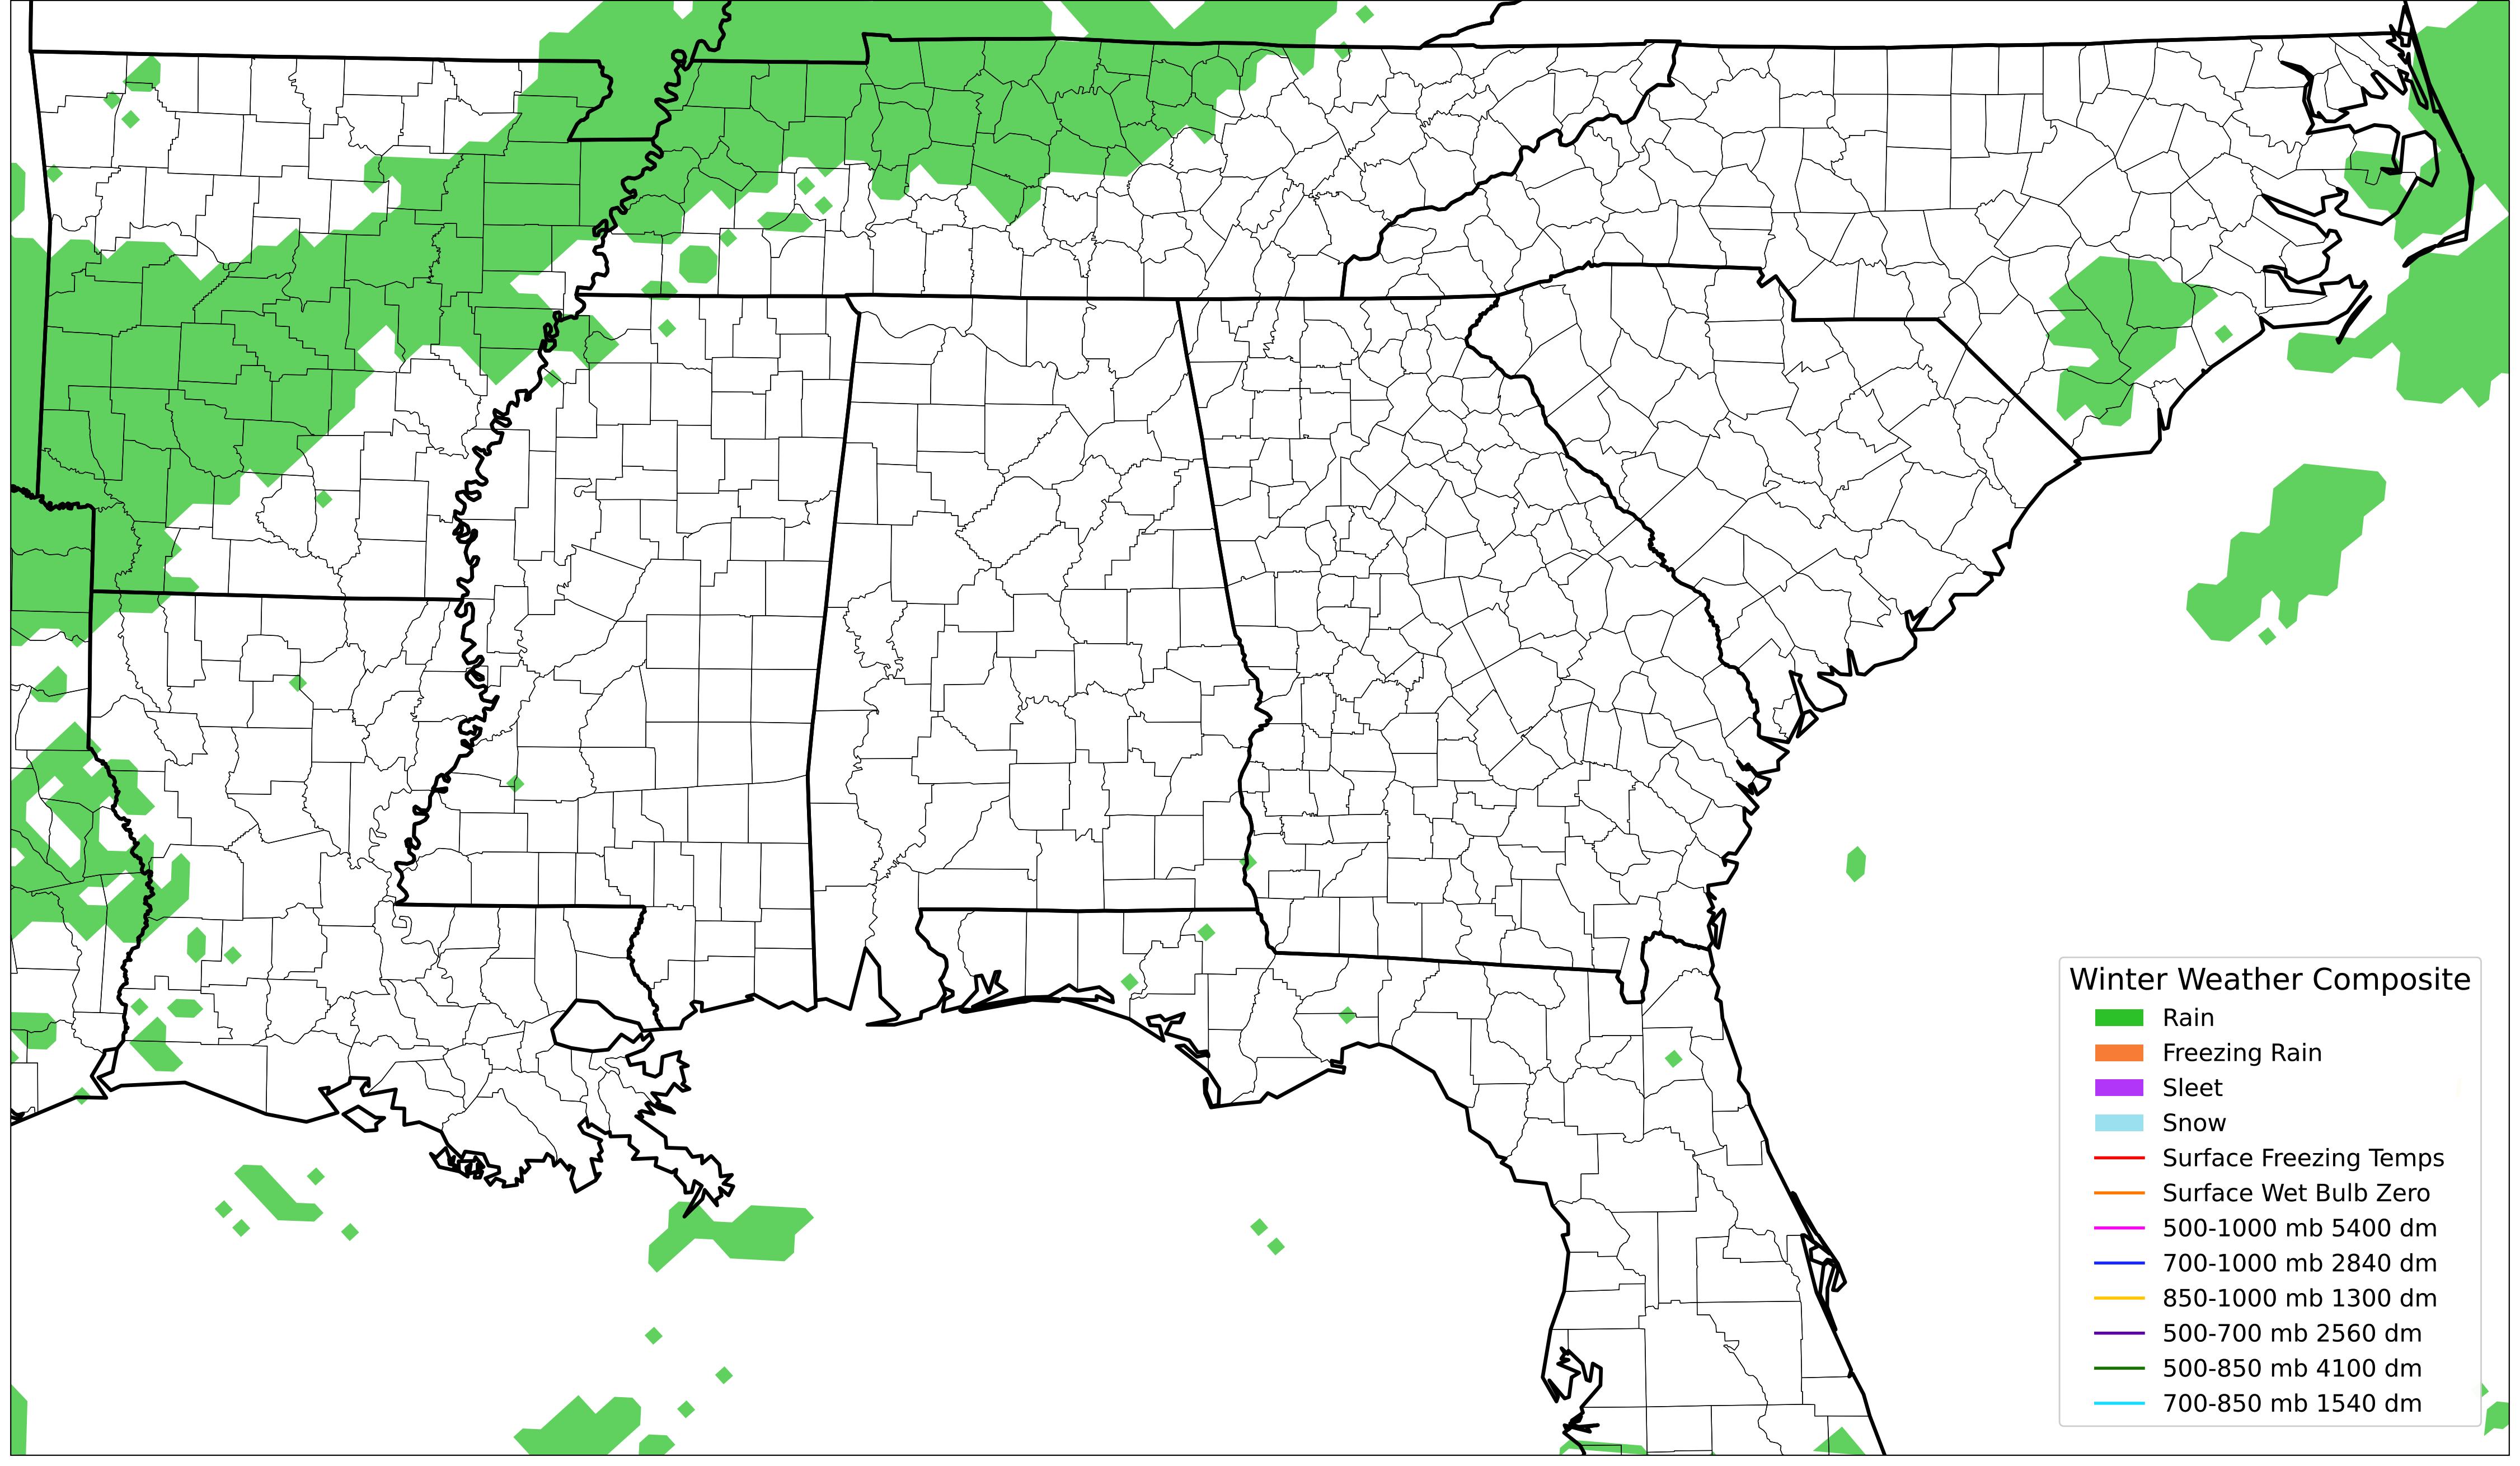 Winter Weather Composite
Rain
Freezing Rain
Sleet
Snow
Surface Freezing Temps
Surface Wet Bulb Zero
500-1000 mb 5400 dm
700-1000 mb 2840 dm
850-1000 mb 1300 dm
500-700 mb 2560 dm
500-850 mb 4100 dm
700-850 mb 1540 dm